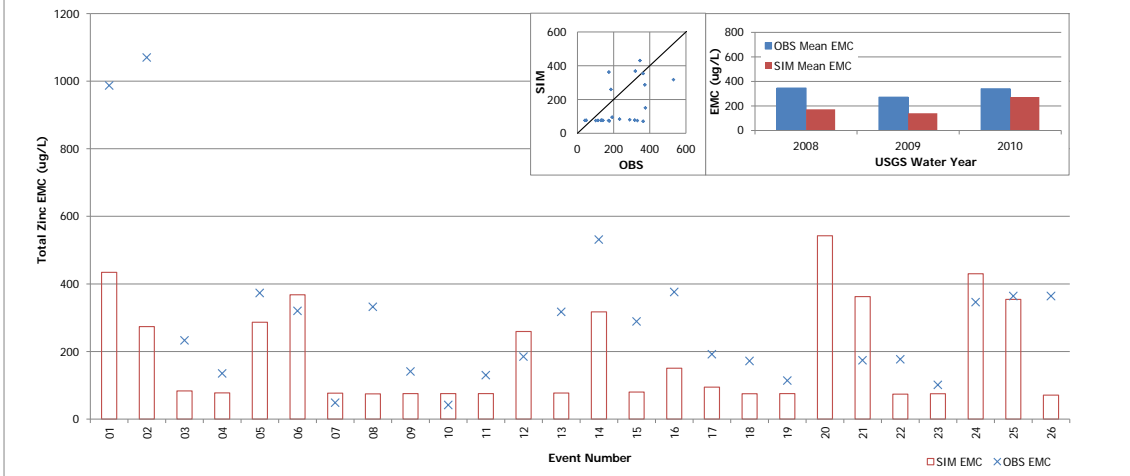 1200
1000
800
600
400
200
0
Total Zinc EMC (ug/L)
01 02 03 04 05 06 07 08 09 10 11 12 13 14 15 16 17 18 19 20 21 22 23 24 25 26
Event Number
SIM EMC OBS EMC
600
400
200
0
SIM
0 200 400 600
OBS
800
600
400
200
0
EMC (ug/L)
OBS Mean EMC
SIM Mean EMC
2008 2009 2010
USGS Water Year